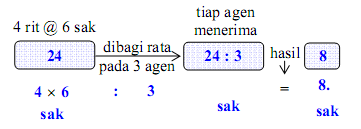 4 rit @ 6 sak
tiap agen
menerima
24
dibagi rata
pada 3 agen
24 : 3
hasil
8
4 × 6 : 3 = 8.
sak sak sak